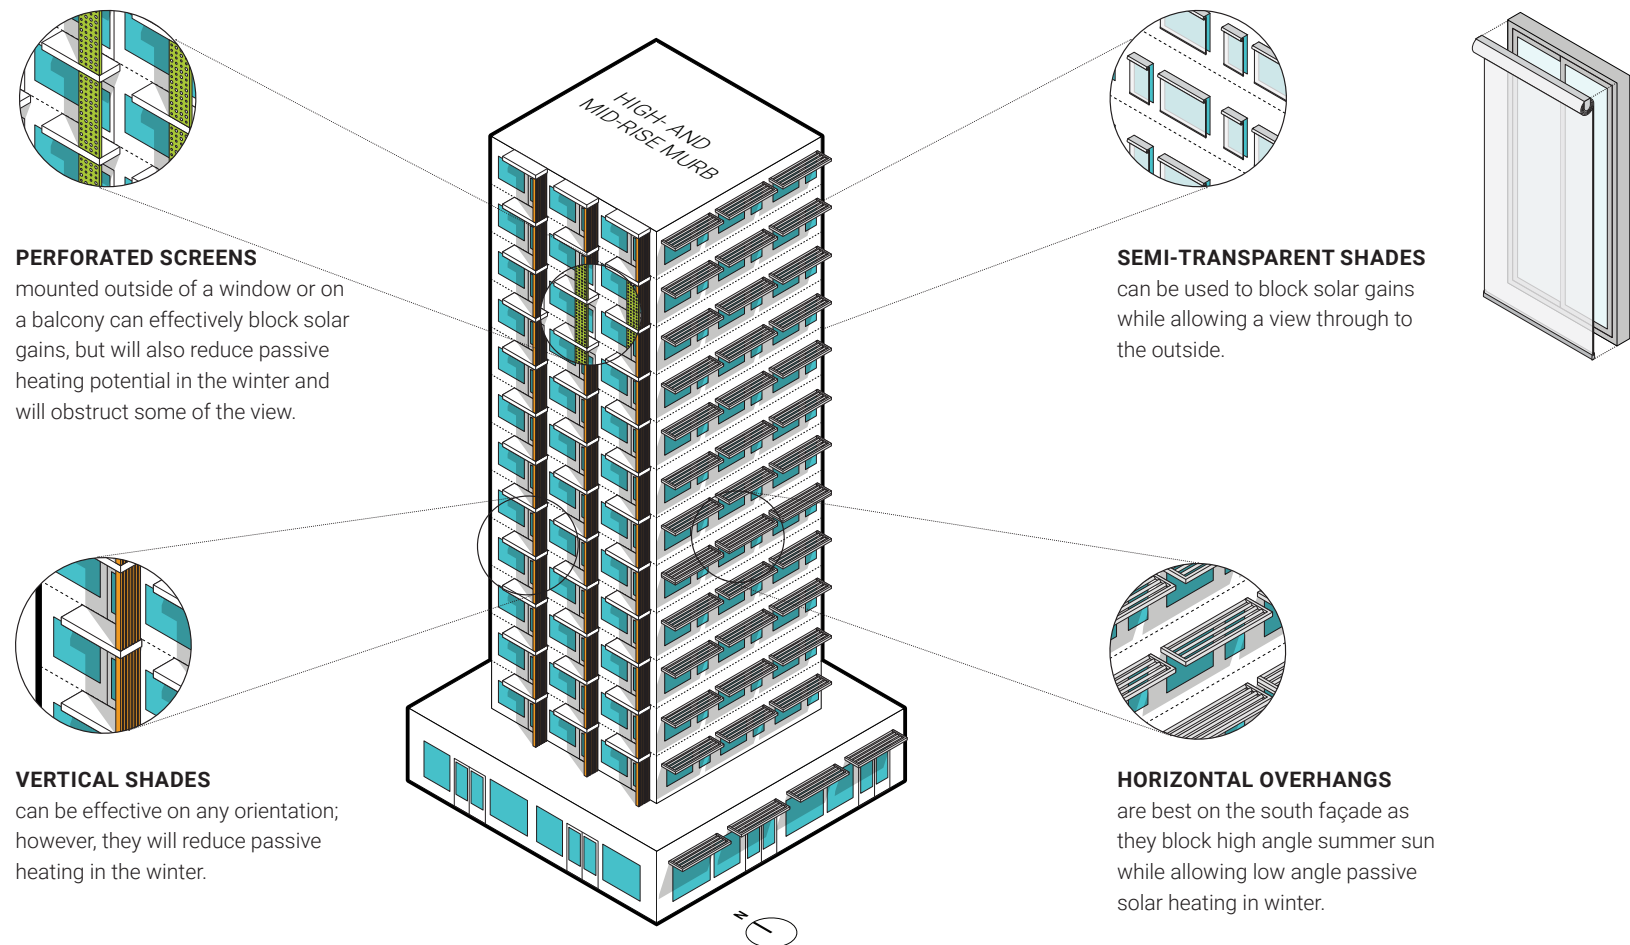 HIGH- AND
MID-RISE MURB
PERFORATED SCREENS
mounted outside of a window or on
a balcony can effectively block solar
gains, but will also reduce passive
heating potential in the winter and
will obstruct some of the view.
SEMI-TRANSPARENT SHADES
can be used to block solar gains
while allowing a view through to
the outside.
VERTICAL SHADES
can be effective on any orientation;
however, they will reduce passive
heating in the winter.
HORIZONTAL OVERHANGS
are best on the south façade as
they block high angle summer sun
while allowing low angle passive
solar heating in winter.
N